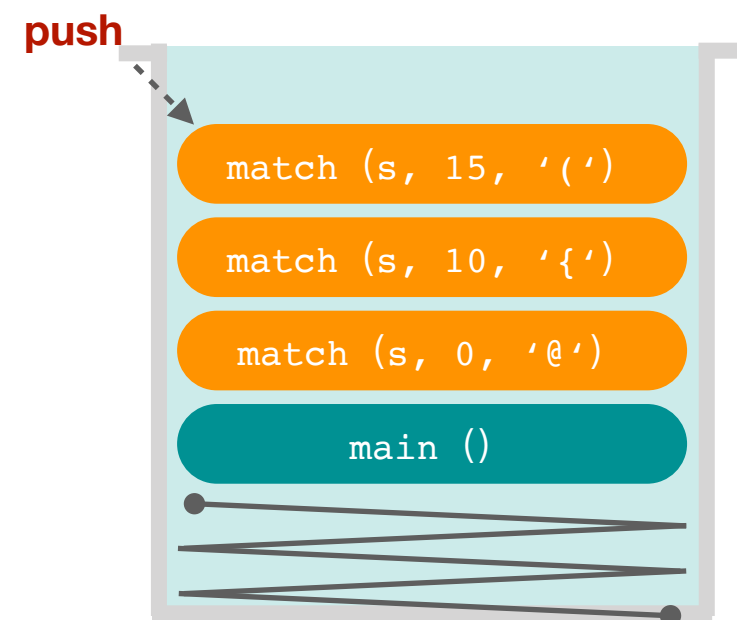 push
match (s, 15, ‘(‘)
match (s, 10, ‘{‘)
match (s, 0, ‘@‘)
main ()